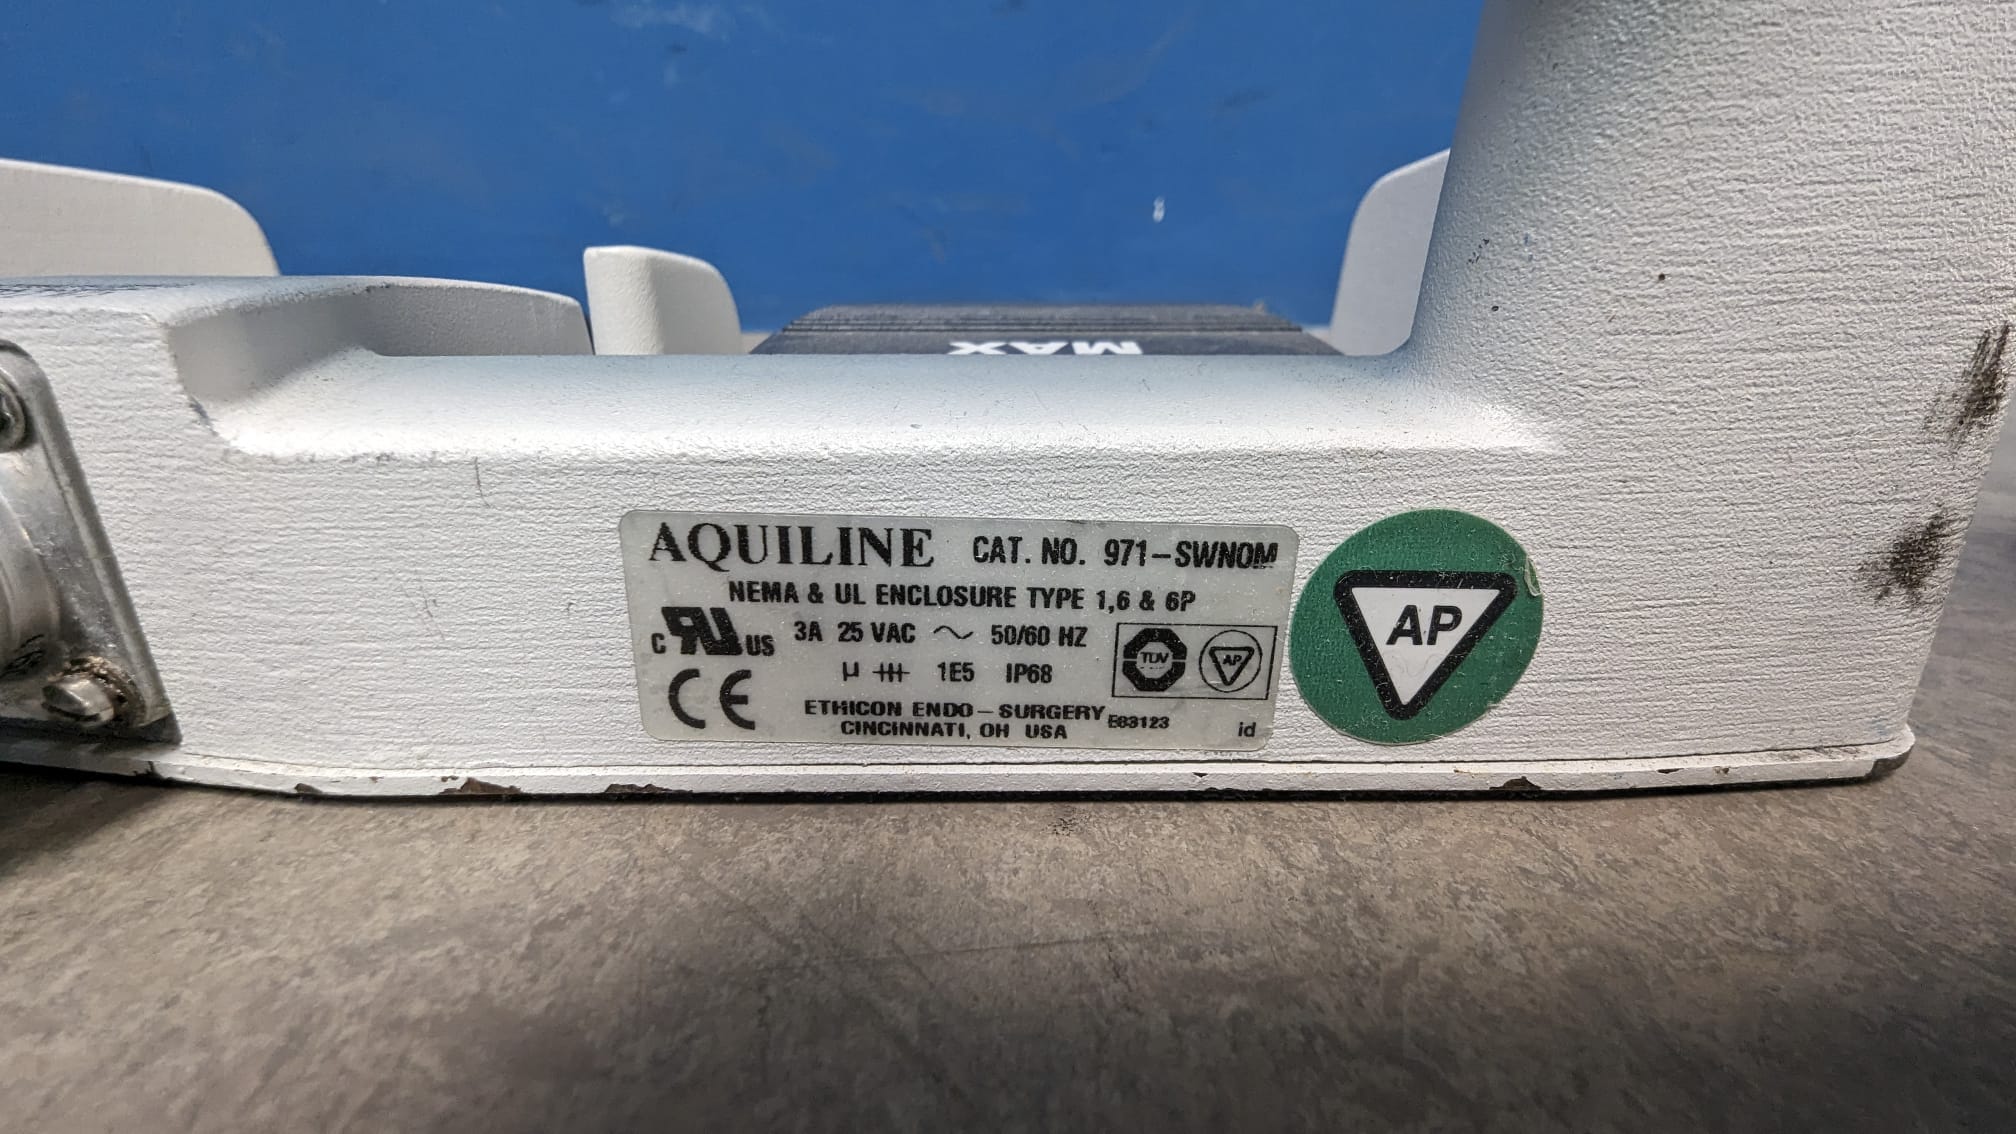 MAX
AQUILINE CAT. NO. 971-SWNOM
NEMA & UL ENCLOSURE TYPE 1,6 & 6P
C RU US 3A 25 VAC ~ 50/60 HZ
µ 1E5 IP68
TUV AP
CE
ETHICON ENDO-SURGERY E83123
CINCINNATI, OH USA
id
AP